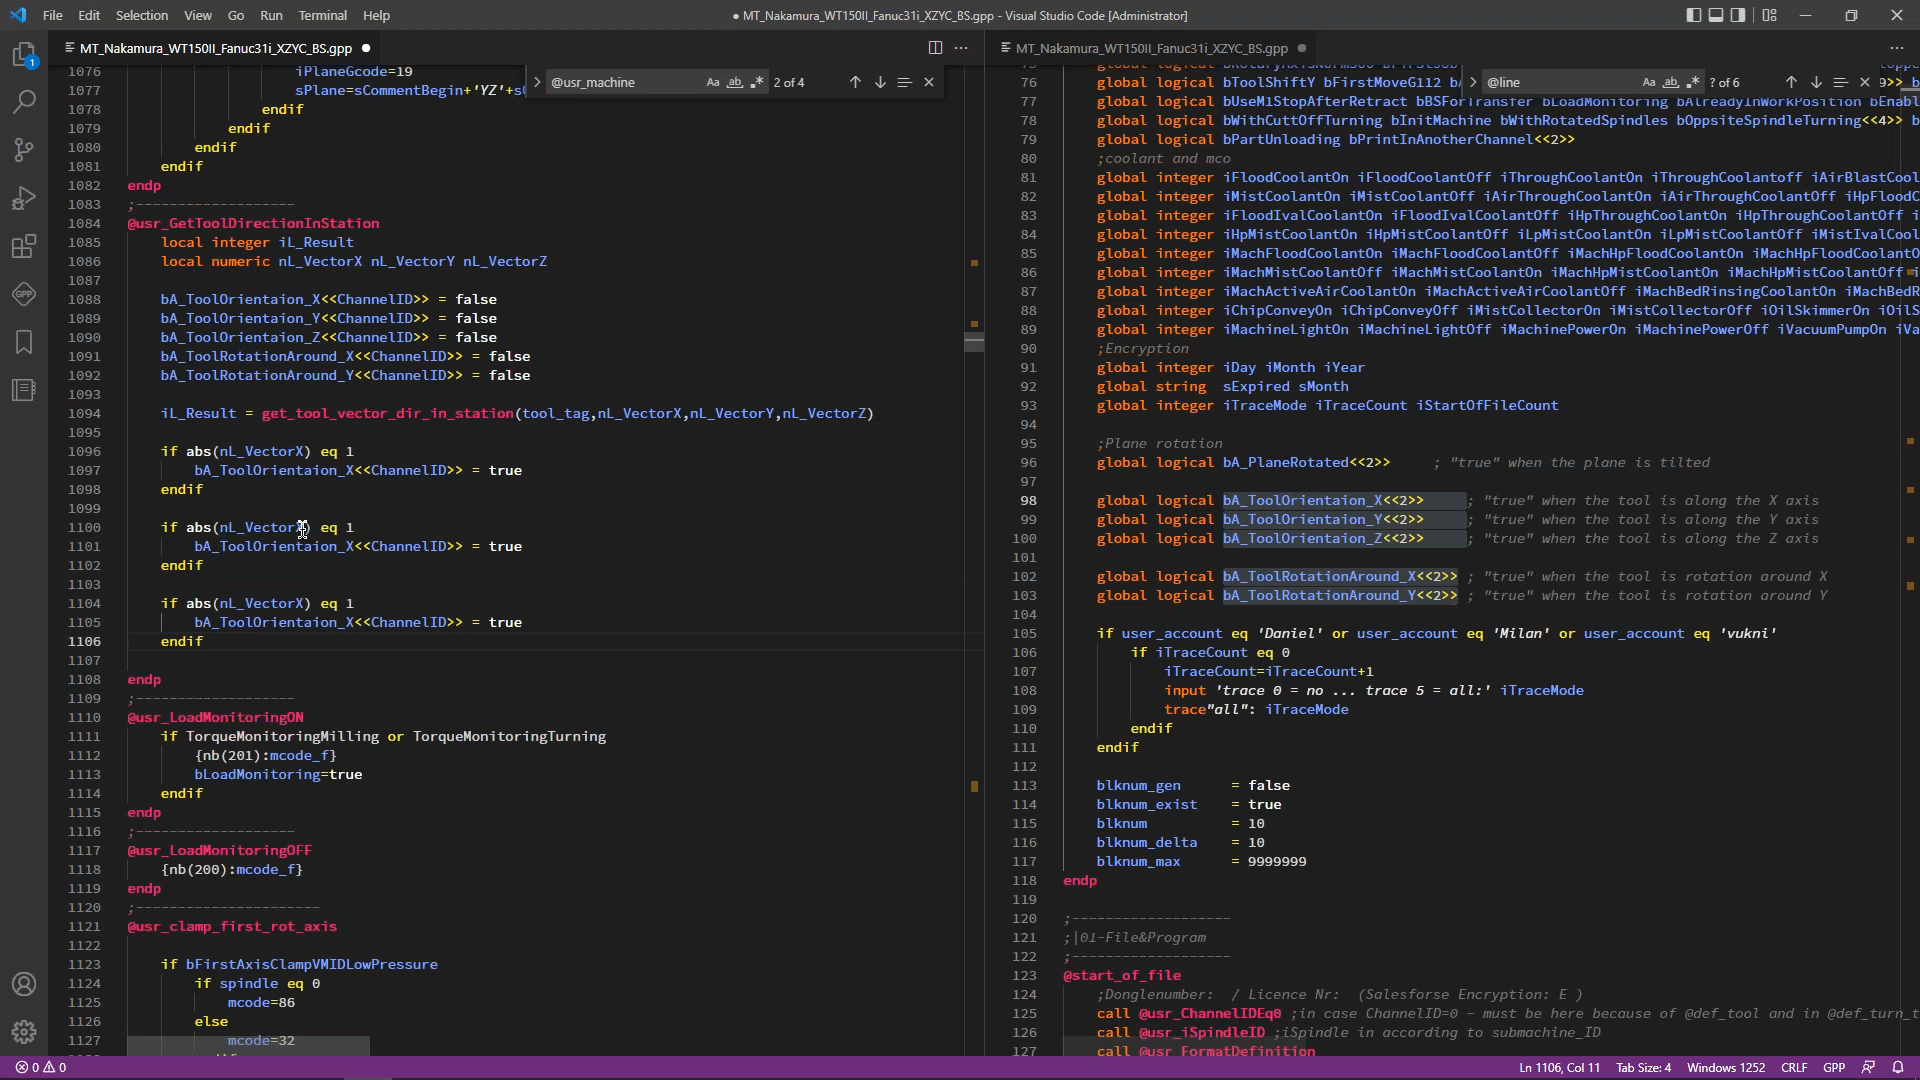 File Edit Selection View Go Run Terminal Help
● MT_Nakamura_WT150II_Fanuc31i_XZYC_BS.gpp - Visual Studio Code [Administrator]
MT_Nakamura_WT150II_Fanuc31i_XZYC_BS.gpp ●
@usr_machine Aa ab 2 of 4
1076 iPlaneGcode=19
1077 sPlane=sCommentBegin+'YZ'+
1078 endif
1079 endif
1080 endif
1081 endif
1082 endp
1083 ;--------------------
1084 @usr_GetToolDirectionInStation
1085 local integer iL_Result
1086 local numeric nL_VectorX nL_VectorY nL_VectorZ
1087
1088 bA_ToolOrientaion_X<<ChannelID>> = false
1089 bA_ToolOrientaion_Y<<ChannelID>> = false
1090 bA_ToolOrientaion_Z<<ChannelID>> = false
1091 bA_ToolRotationAround_X<<ChannelID>> = false
1092 bA_ToolRotationAround_Y<<ChannelID>> = false
1093
1094 iL_Result = get_tool_vector_dir_in_station(tool_tag,nL_VectorX,nL_VectorY,nL_VectorZ)
1095
1096 if abs(nL_VectorX) eq 1
1097 bA_ToolOrientaion_X<<ChannelID>> = true
1098 endif
1099
1100 if abs(nL_VectorX) eq 1
1101 bA_ToolOrientaion_X<<ChannelID>> = true
1102 endif
1103
1104 if abs(nL_VectorX) eq 1
1105 bA_ToolOrientaion_X<<ChannelID>> = true
1106 endif
1107
1108 endp
1109 ;--------------------
1110 @usr_LoadMonitoringON
1111 if TorqueMonitoringMilling or TorqueMonitoringTurning
1112 {nb(201):mcode_f}
1113 bLoadMonitoring=true
1114 endif
1115 endp
1116 ;--------------------
1117 @usr_LoadMonitoringOFF
1118 {nb(200):mcode_f}
1119 endp
1120 ;-----------------------
1121 @usr_clamp_first_rot_axis
1122
1123 if bFirstAxisClampVMIDLowPressure
1124 if spindle eq 0
1125 mcode=86
1126 else
1127 mcode=32
MT_Nakamura_WT150II_Fanuc31i_XZYC_BS.gpp ●
@line Aa ab ? of 6
76 global logical bToolShiftY bFirstMoveG112
77 global logical bUseM1StopAfterRetract bBSForTransfer bLoadMonitoring bAlreadyInWorkPosition bEnabl
78 global logical bWithCuttOffTurning bInitMachine bWithRotatedSpindles bOppsiteSpindleTurning<<4>> b
79 global logical bPartUnloading bPrintInAnotherChannel<<2>>
80 ;coolant and mco
81 global integer iFloodCoolantOn iFloodCoolantOff iThroughCoolantOn iThroughCoolantoff iAirBlastCool
82 global integer iMistCoolantOn iMistCoolantOff iAirThroughCoolantOn iAirThroughCoolantOff iHpFloodC
83 global integer iFloodIvalCoolantOn iFloodIvalCoolantOff iHpThroughCoolantOn iHpThroughCoolantOff i
84 global integer iHpMistCoolantOn iHpMistCoolantOff iLpMistCoolantOn iLpMistCoolantOff iMistIvalCool
85 global integer iMachFloodCoolantOn iMachFloodCoolantOff iMachHpFloodCoolantOn iMachHpFloodCoolantO
86 global integer iMachMistCoolantOff iMachMistCoolantOn iMachHpMistCoolantOn iMachHpMistCoolantOff i
87 global integer iMachActiveAirCoolantOn iMachActiveAirCoolantOff iMachBedRinsingCoolantOn iMachBedR
88 global integer iChipConveyOn iChipConveyOff iMistCollectorOn iMistCollectorOff iOilSkimmerOn iOilS
89 global integer iMachineLightOn iMachineLightOff iMachinePowerOn iMachinePowerOff iVacuumPumpOn iVa
90 ;Encryption
91 global integer iDay iMonth iYear
92 global string sExpired sMonth
93 global integer iTraceMode iTraceCount iStartOfFileCount
94
95 ;Plane rotation
96 global logical bA_PlaneRotated<<2>> ; "true" when the plane is tilted
97
98 global logical bA_ToolOrientaion_X<<2>> ; "true" when the tool is along the X axis
99 global logical bA_ToolOrientaion_Y<<2>> ; "true" when the tool is along the Y axis
100 global logical bA_ToolOrientaion_Z<<2>> ; "true" when the tool is along the Z axis
101
102 global logical bA_ToolRotationAround_X<<2>> ; "true" when the tool is rotation around X
103 global logical bA_ToolRotationAround_Y<<2>> ; "true" when the tool is rotation around Y
104
105 if user_account eq 'Daniel' or user_account eq 'Milan' or user_account eq 'vukni'
106 if iTraceCount eq 0
107 iTraceCount=iTraceCount+1
108 input 'trace 0 = no ... trace 5 = all:' iTraceMode
109 trace"all": iTraceMode
110 endif
111 endif
112
113 blknum_gen = false
114 blknum_exist = true
115 blknum = 10
116 blknum_delta = 10
117 blknum_max = 9999999
118 endp
119
120 ;-------------------
121 ;|01-File&Program
122 ;-------------------
123 @start_of_file
124 ;Donglenumber: / Licence Nr: (Salesforse Encryption: E )
125 call @usr_ChannelIDEq0 ;in case ChannelID=0 - must be here because of @def_tool and in @def_turn_t
126 call @usr_iSpindleID ;iSpindle in according to submachine_ID
127 call @usr_FormatDefinition
0 0 Ln 1106, Col 11 Tab Size: 4 Windows 1252 CRLF GPP